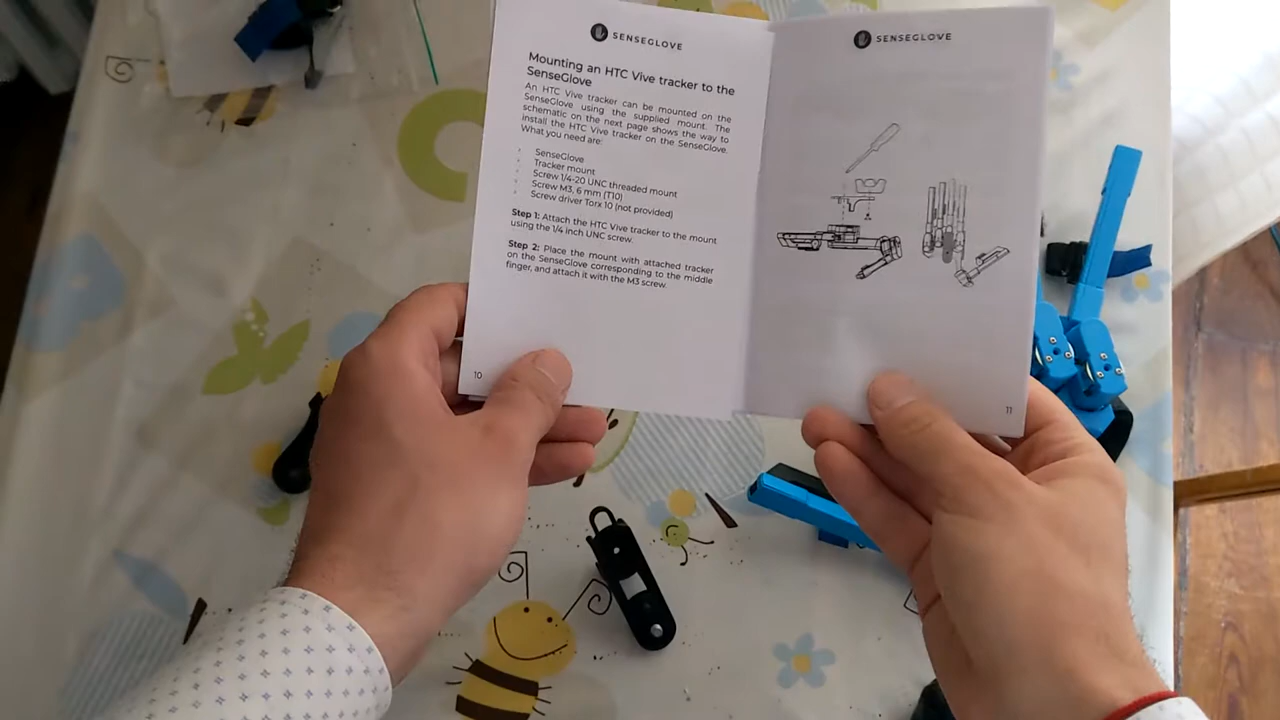 SENSEGLOVE
Mounting an HTC Vive tracker to the
SenseGlove
An HTC Vive tracker can be mounted on the
SenseGlove using the supplied mount. The
schematic on the next page shows the way to
install the HTC Vive tracker on the SenseGlove.
What you need are:
SenseGlove
Tracker mount
Screw 1/4-20 UNC threaded mount
Screw M3, 6 mm (T10)
Screw driver Torx 10 (not provided)
Step 1: Attach the HTC Vive tracker to the mount
using the 1/4 inch UNC screw.
Step 2: Place the mount with attached tracker
on the SenseGlove corresponding to the middle
finger, and attach it with the M3 screw.
10
SENSEGLOVE
11